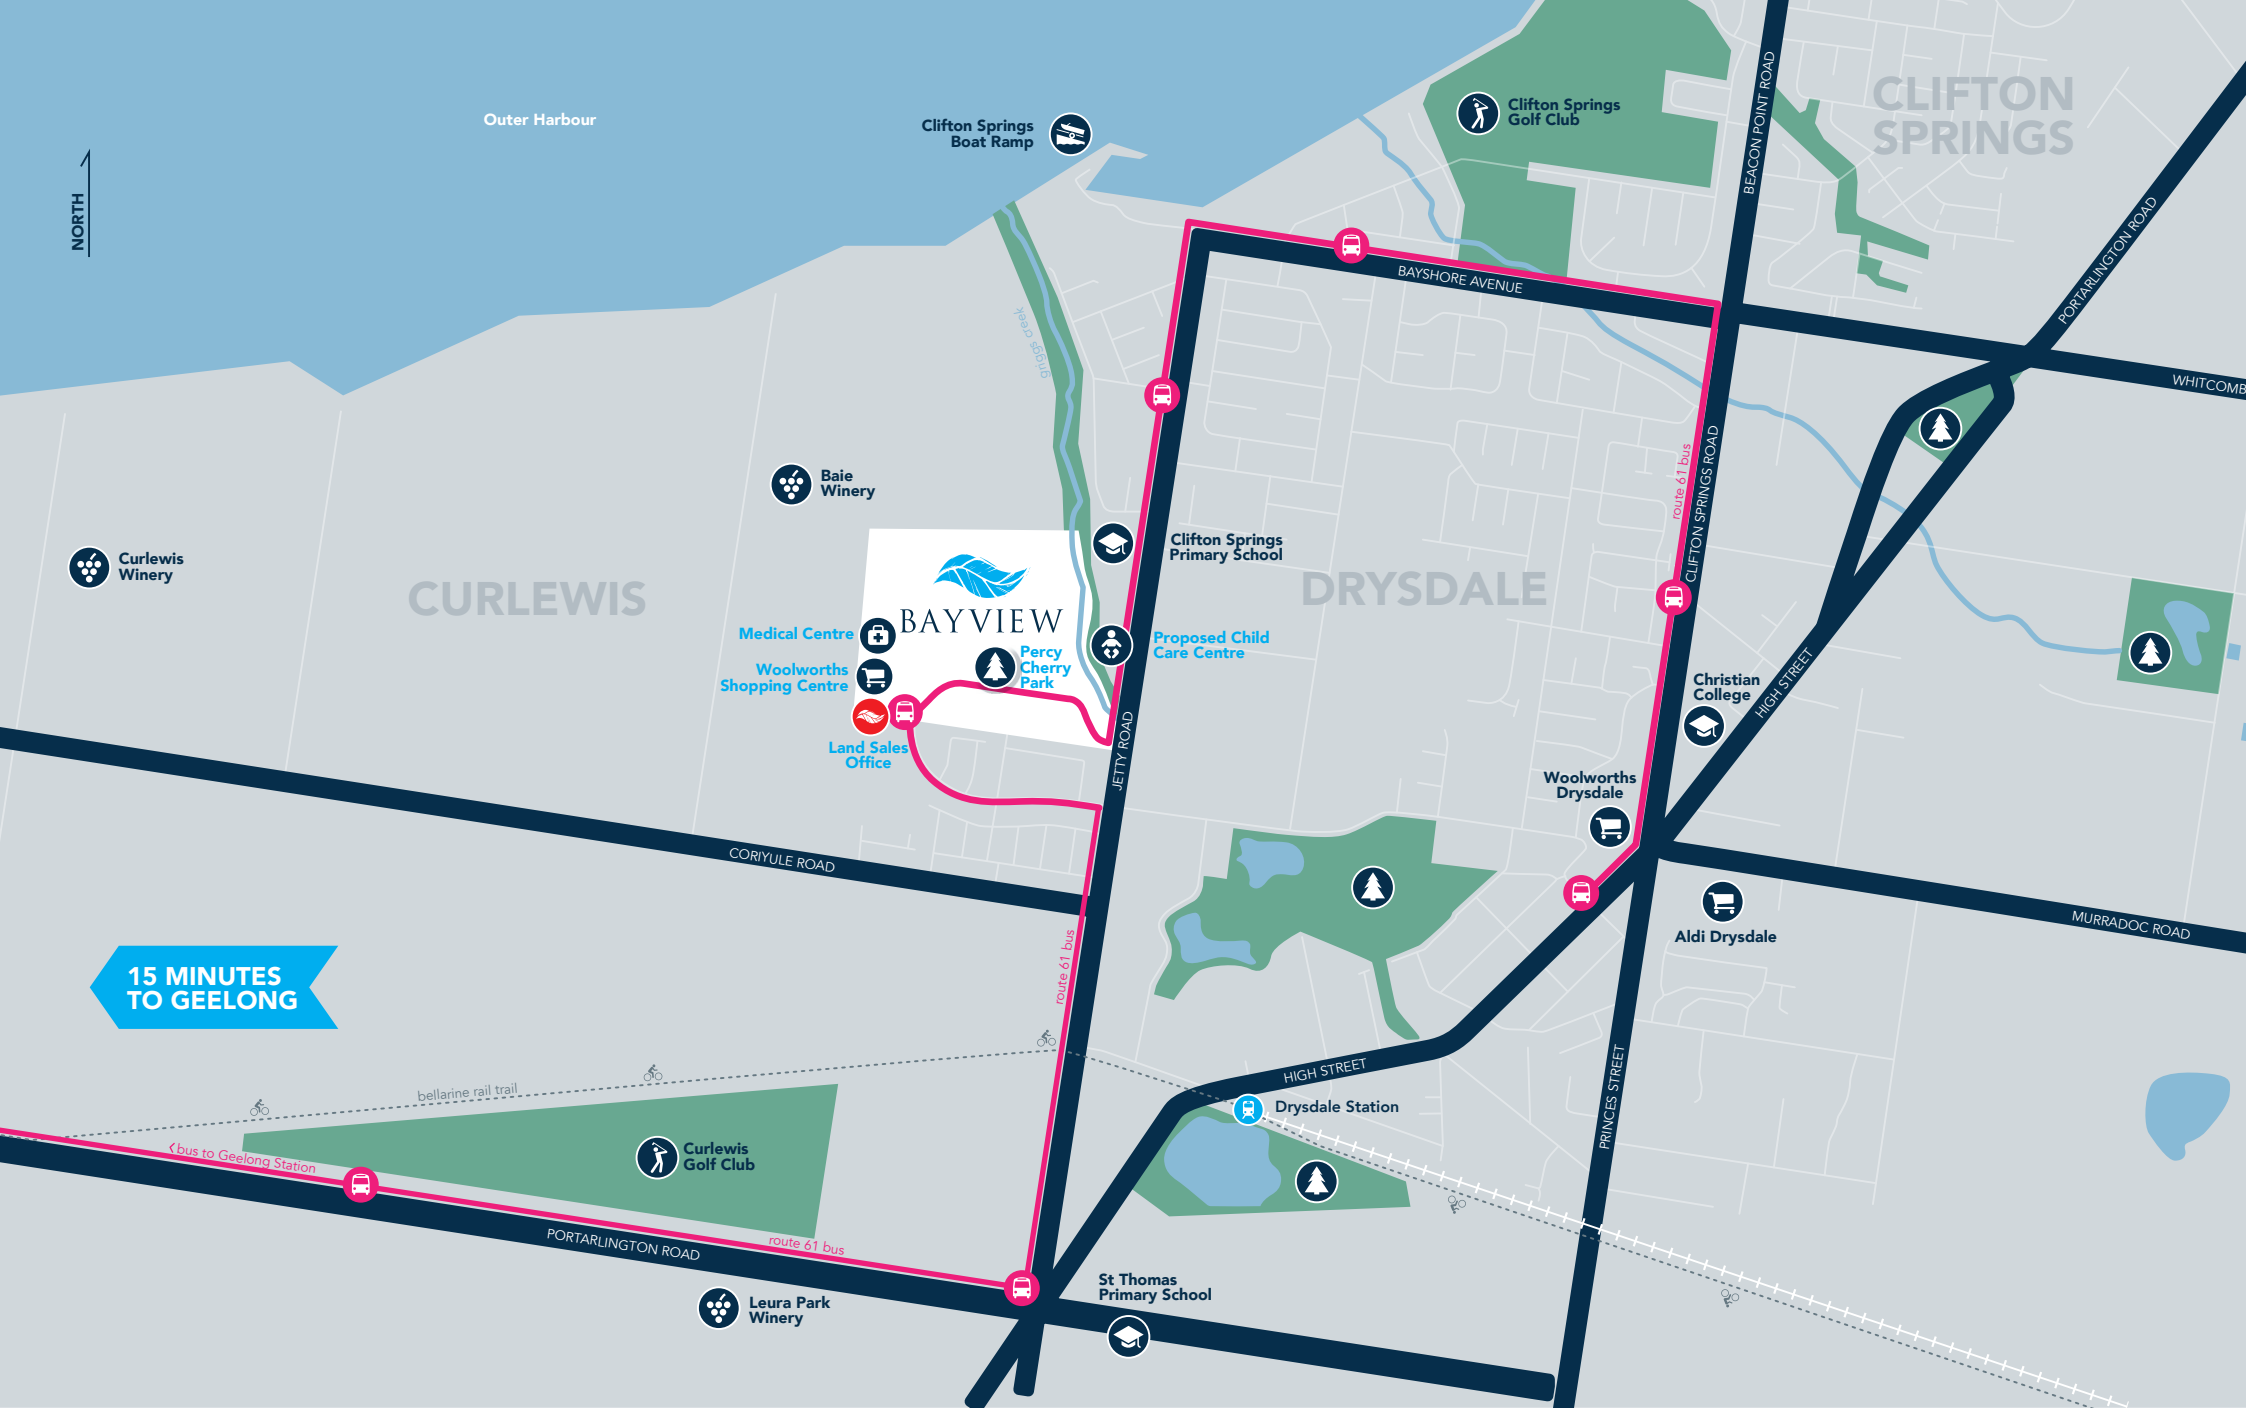 CLIFTON
SPRINGS
BEACON POINT ROAD
Clifton Springs
Golf Club
Outer Harbour
Clifton Springs
Boat Ramp
NORTH
PORTARLINGTON ROAD
BAYSHORE AVENUE
griggs creek
WHITCOMB
route 61 bus
CLIFTON SPRINGS ROAD
Baie
Winery
Curlewis
Winery
CURLEWIS
Clifton Springs
Primary School
DRYSDALE
BAYVIEW
Medical Centre
Woolworths
Shopping Centre
Percy
Cherry
Park
Proposed Child
Care Centre
Land Sales
Office
JETTY ROAD
Christian
College
HIGH STREET
Woolworths
Drysdale
CORIYULE ROAD
Aldi Drysdale
MURRADOC ROAD
15 MINUTES
TO GEELONG
route 61 bus
bellarine rail trail
HIGH STREET
Drysdale Station
PRINCES STREET
bus to Geelong Station
Curlewis
Golf Club
PORTARLINGTON ROAD
route 61 bus
Leura Park
Winery
St Thomas
Primary School